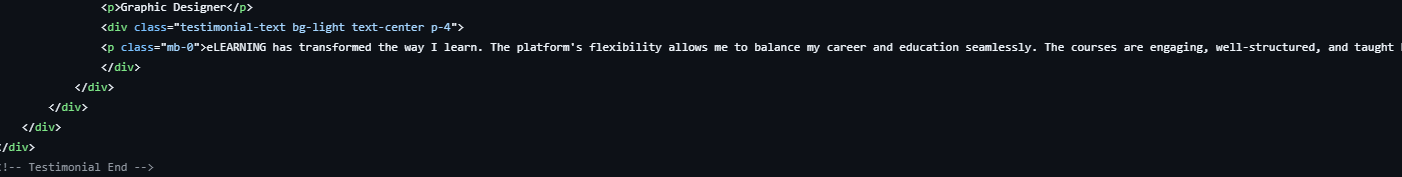 <p>Graphic Designer</p>
<div class="testimonial-text bg-light text-center p-4">
<p class="mb-0">eLEARNING has transformed the way I learn. The platform's flexibility allows me to balance my career and education seamlessly. The courses are engaging, well-structured, and taught
</div>
</div>
</div>
</div>
</div>
!-- Testimonial End -->